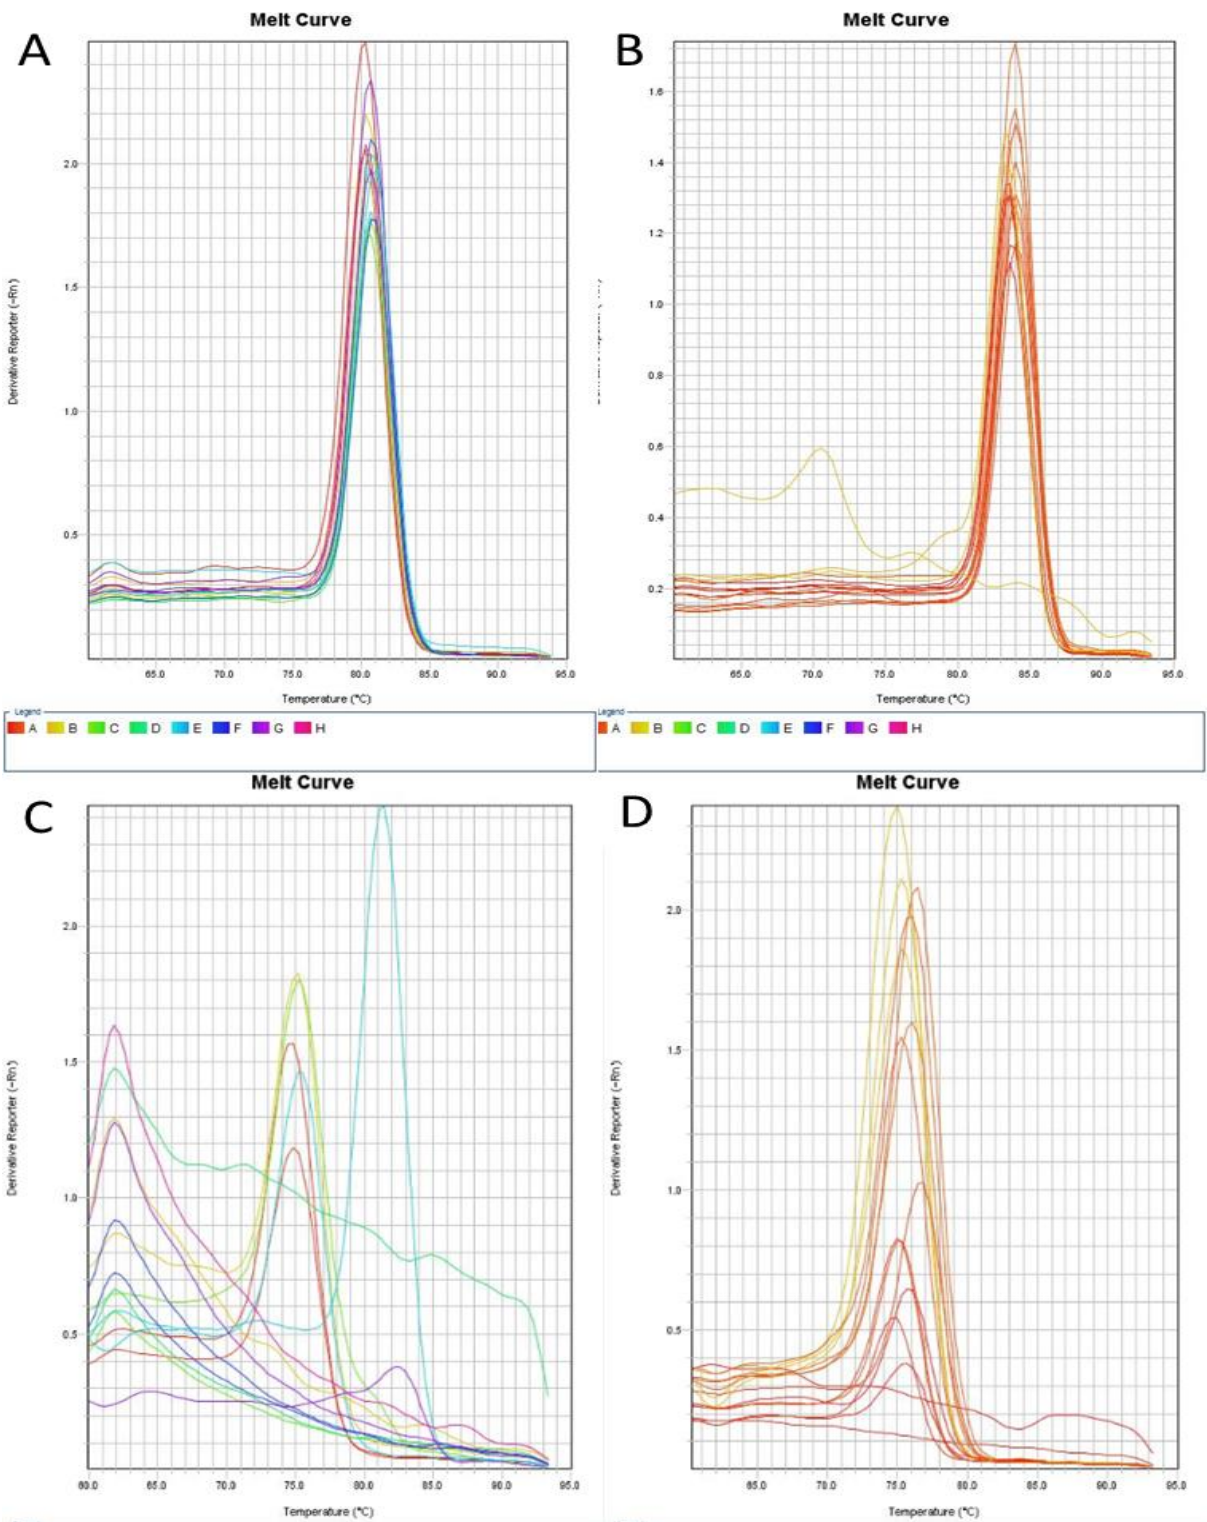 Melt Curve
A
2.0
1.5
1.0
0.5
65.0 70.0 75.0 80.0 85.0 90.0 95.0
Derivative Reporter (-Rn')
Temperature (°C)
Legend
A B C D E F G H
Melt Curve
B
1.6
1.4
1.2
1.0
0.8
0.6
0.4
0.2
65.0 70.0 75.0 80.0 85.0 90.0 95.0
Temperature (°C)
Legend
A B C D E F G H
Melt Curve
C
2.0
1.5
1.0
0.5
60.0 65.0 70.0 75.0 80.0 85.0 90.0 95.0
Derivative Reporter (-Rn')
Temperature (°C)
Melt Curve
D
2.0
1.5
1.0
0.5
65.0 70.0 75.0 80.0 85.0 90.0 95.0
Derivative Reporter (-Rn')
Temperature (°C)